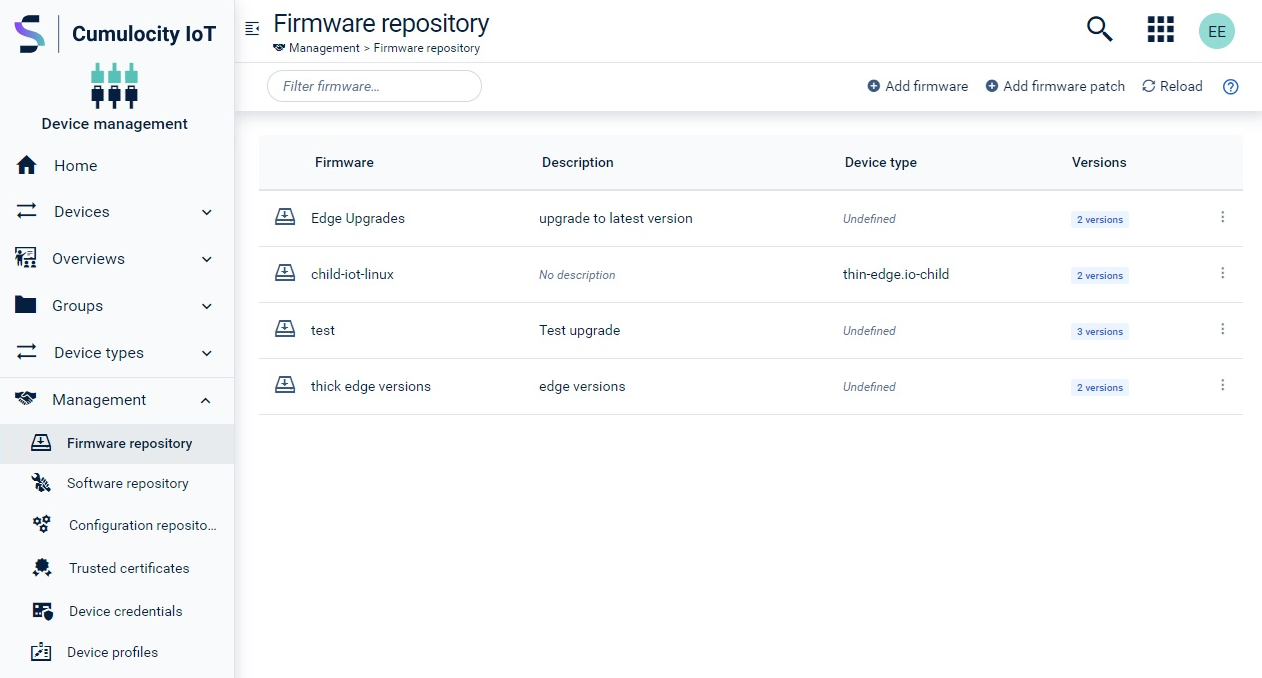 Cumulocity IoT
Device management
Home
Devices
Overviews
Groups
Device types
Management
Firmware repository
Software repository
Configuration reposito...
Trusted certificates
Device credentials
Device profiles
Firmware repository
Management > Firmware repository
EE
Filter firmware...
Add firmware
Add firmware patch
Reload
?
Firmware Description Device type Versions
Edge Upgrades upgrade to latest version Undefined 2 versions
child-iot-linux No description thin-edge.io-child 2 versions
test Test upgrade Undefined 3 versions
thick edge versions edge versions Undefined 2 versions